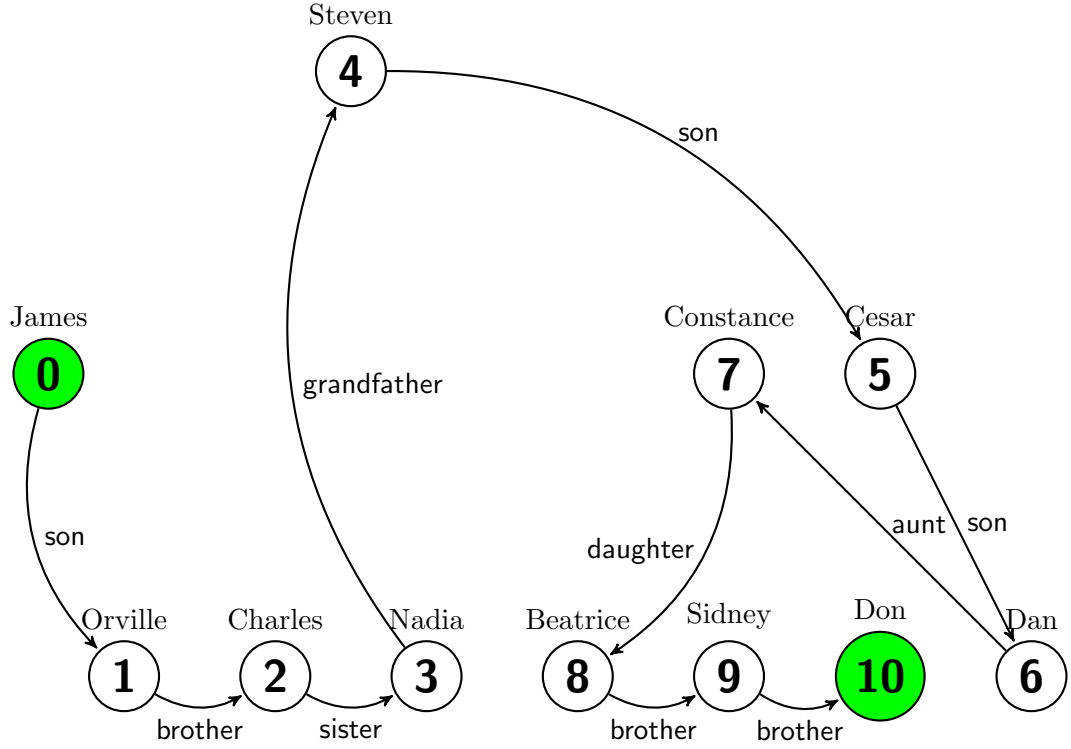 Steven
4
son
James
Constance
Cesar
0
7
5
grandfather
son
aunt
son
daughter
Orville
Charles
Nadia
Beatrice
Sidney
Don
Dan
1
2
3
8
9
10
6
brother
sister
brother
brother